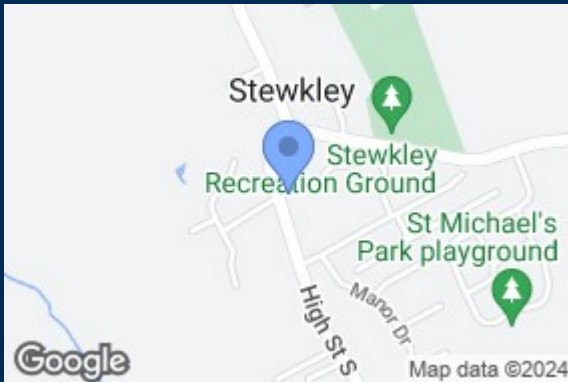 Stewkley
Stewkley
Recreation Ground
St Michael's
Park playground
Manor Dr
High St S
Google
Map data ©2024